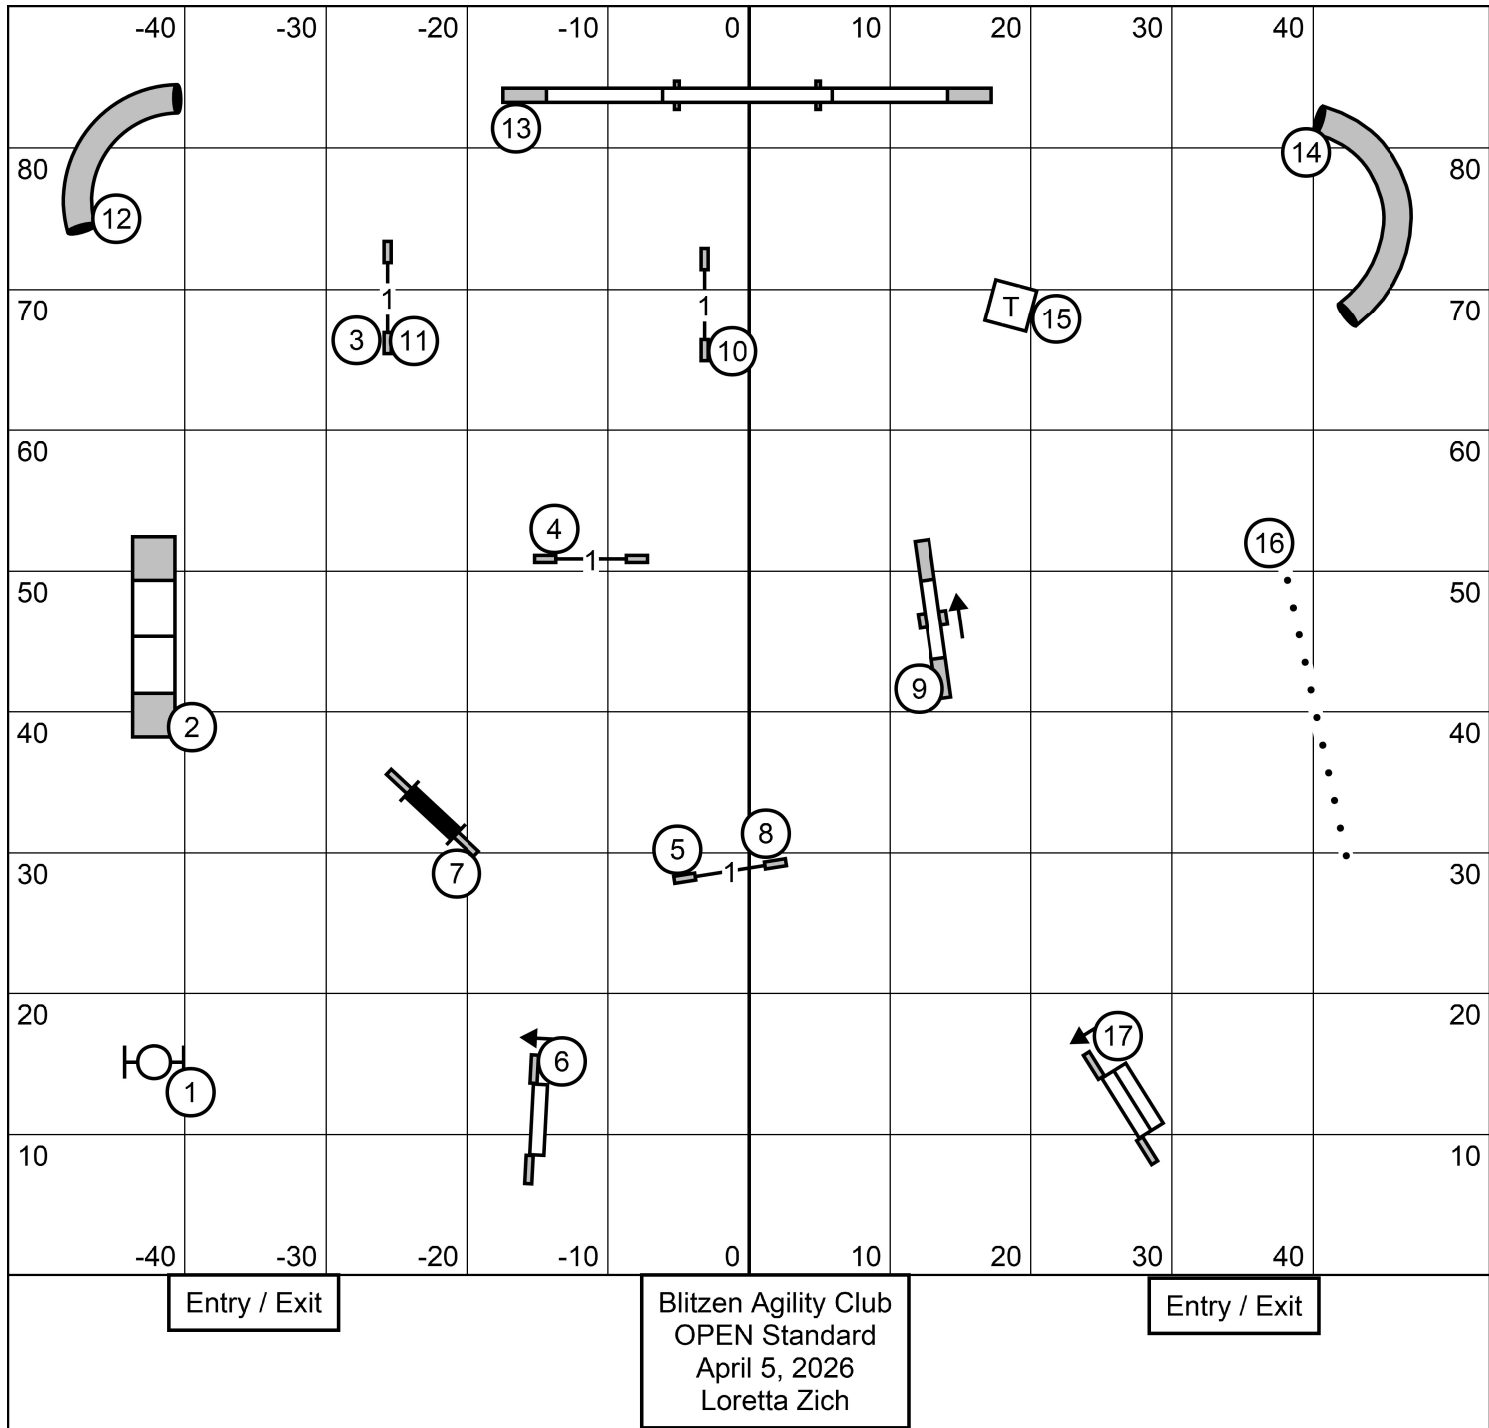 -40 -30 -20 -10 0 10 20 30 40
13
14
80 80
12
1 1
70 T 15 70
3 11 10
60 60
4
16
1
50 50
9
2
40 40
8
5
7 1 30
30
20 20
17
6
1
10 10
-40 -30 -20 -10 0 10 20 30 40
Entry / Exit
Blitzen Agility Club
OPEN Standard
April 5, 2026
Loretta Zich
Entry / Exit